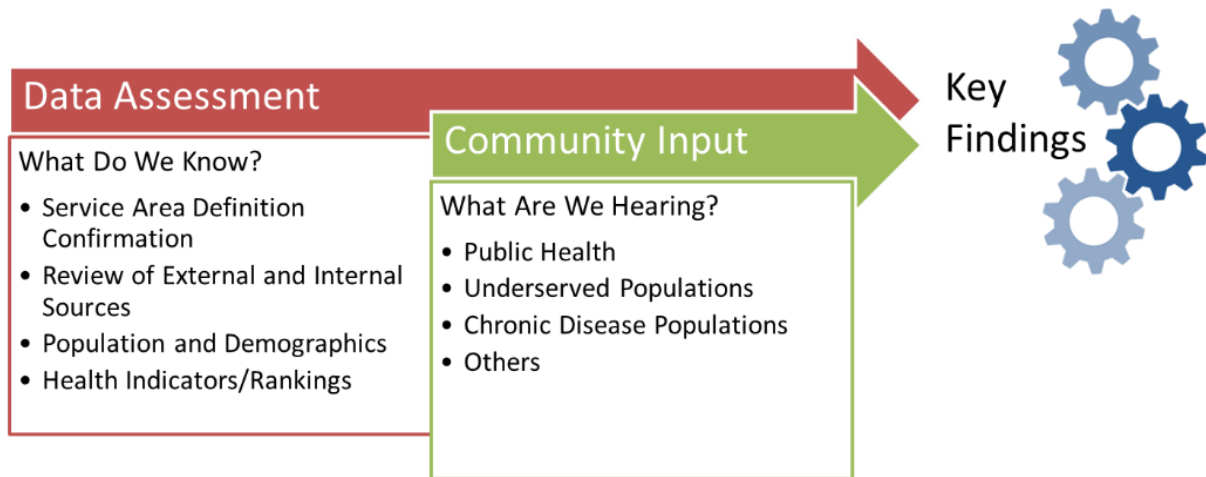 Data Assessment
What Do We Know?
• Service Area Definition
Confirmation
• Review of External and Internal
Sources
• Population and Demographics
• Health Indicators/Rankings
Community Input
What Are We Hearing?
• Public Health
• Underserved Populations
• Chronic Disease Populations
• Others
Key
Findings